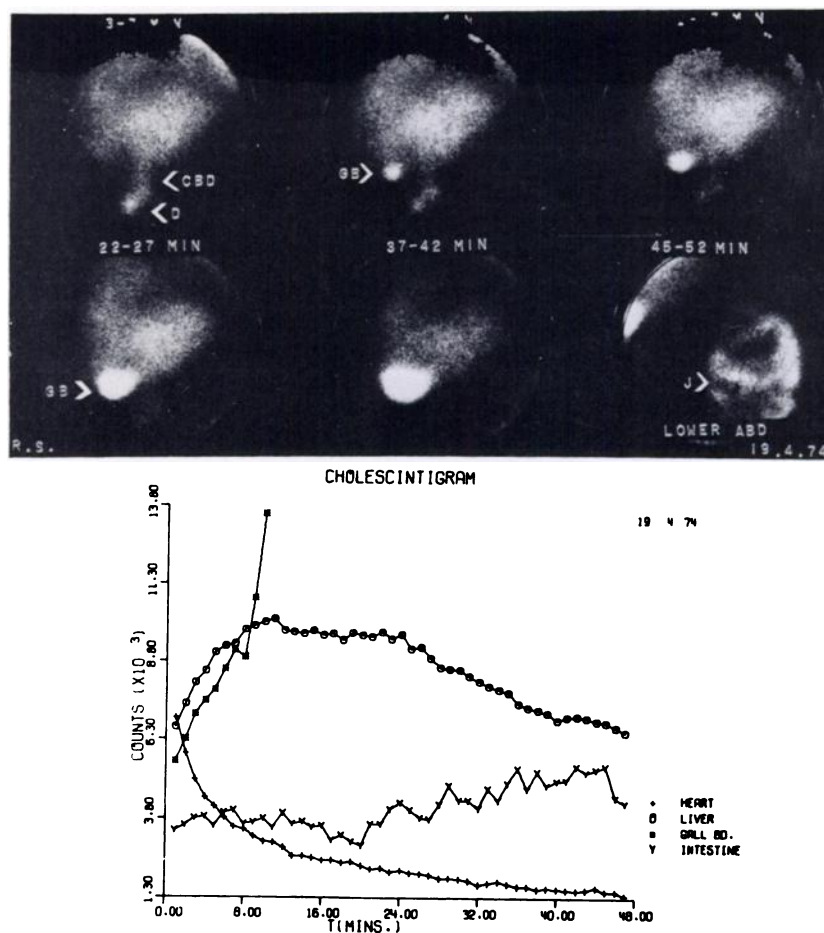 CBD
GB
D
22-27 MIN
37-42 MIN
45-52 MIN
GB
J
LOWER ABD
R.S.
19.4.74
CHOLESCINTIGRAM
19 4 74
13.80
11.30
8.80
6.30
3.80
1.30
COUNTS (X10 3)
0.00
8.00
16.00
24.00
32.00
40.00
48.00
T(MINS.)
HEART
LIVER
GALL BD.
INTESTINE